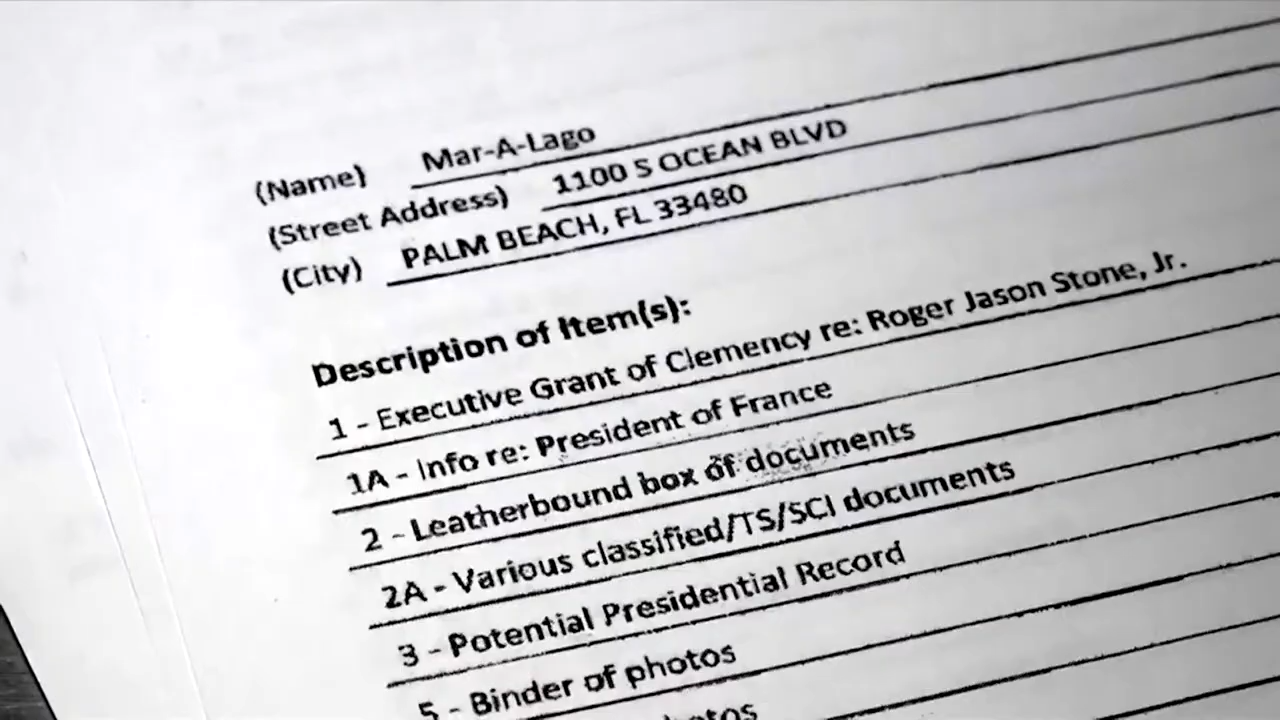 (Name) Mar-A-Lago
(Street Address) 1100 S OCEAN BLVD
(City) PALM BEACH, FL 33480
Description of Item(s):
1 - Executive Grant of Clemency re: Roger Jason Stone, Jr.
1A - Info re: President of France
2 - Leatherbound box of documents
2A - Various classified/TS/SCI documents
3 - Potential Presidential Record
5 - Binder of photos